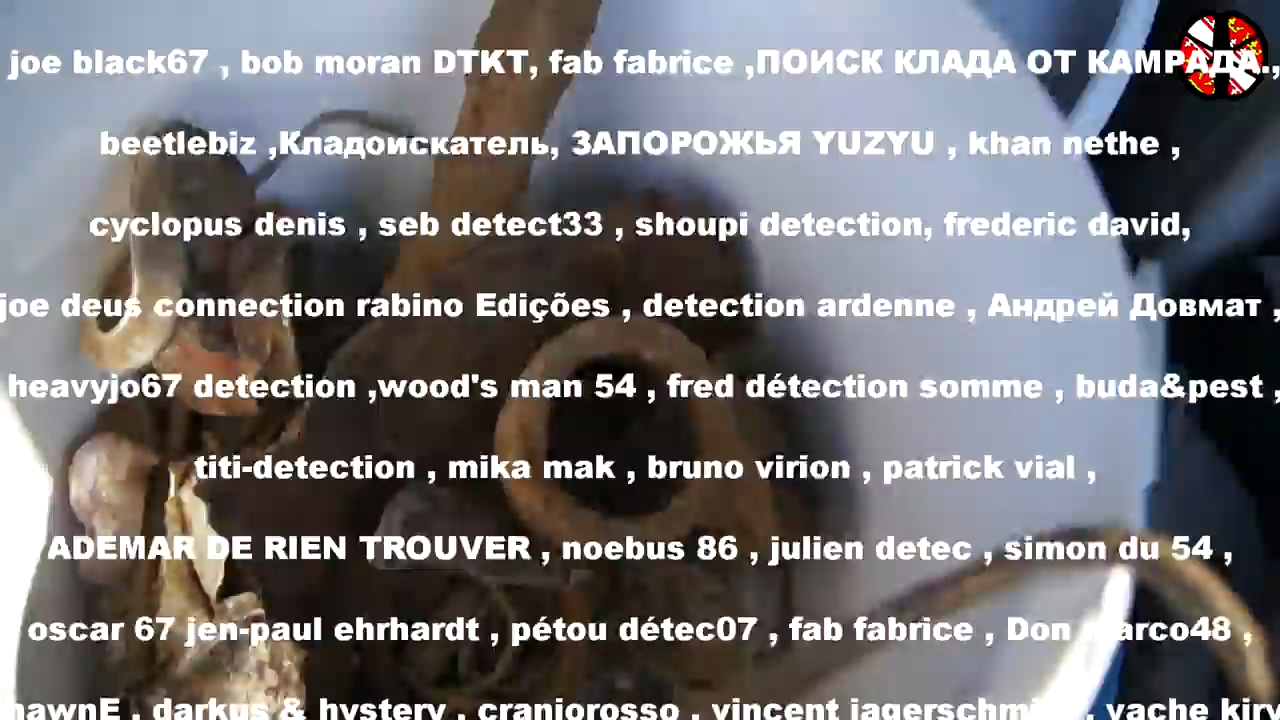 joe black67 , bob moran DTKT, fab fabrice ,ПОИСК КЛАДА ОТ КАМРАДА.,
beetlebiz ,Кладоискатель, ЗАПОРОЖЬЯ YUZYU , khan nethe ,
cyclopus denis , seb detect33 , shoupi detection, frederic david,
joe deus connection rabino Edições , detection ardenne , Андрей Довмат ,
heavyjo67 detection ,wood's man 54 , fred détection somme , buda&pest ,
titi-detection , mika mak , bruno virion , patrick vial ,
ADEMAR DE RIEN TROUVER , noebus 86 , julien detec , simon du 54 ,
oscar 67 jen-paul ehrhardt , pétou détec07 , fab fabrice , Don marco48 ,
darkus & hystery , craniorosso , vincent